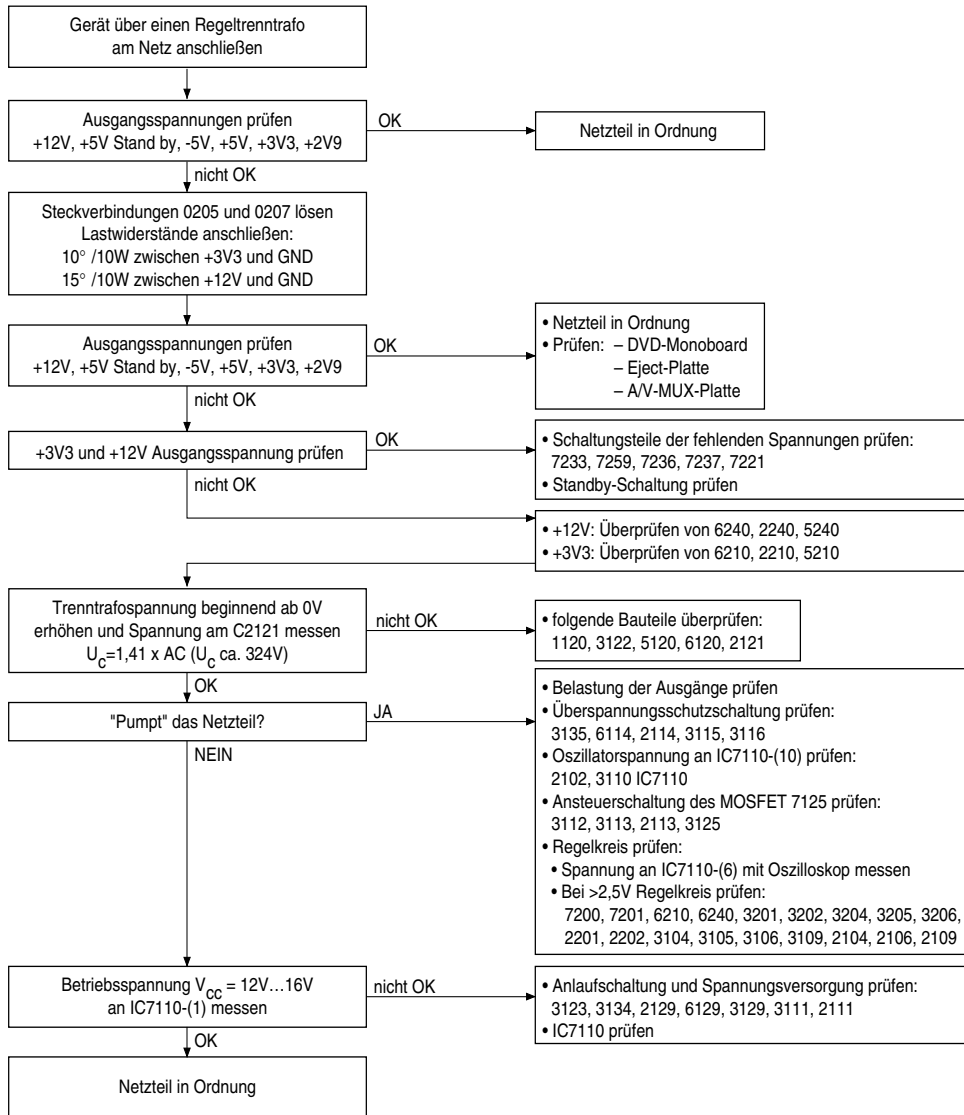 Gerät über einen Regeltrenntrafo
am Netz anschließen
Ausgangsspannungen prüfen
+12V, +5V Stand by, -5V, +5V, +3V3, +2V9
OK
Netzteil in Ordnung
nicht OK
Steckverbindungen 0205 und 0207 lösen
Lastwiderstände anschließen:
10° /10W zwischen +3V3 und GND
15° /10W zwischen +12V und GND
Ausgangsspannungen prüfen
+12V, +5V Stand by, -5V, +5V, +3V3, +2V9
OK
• Netzteil in Ordnung
• Prüfen: – DVD-Monoboard
– Eject-Platte
– A/V-MUX-Platte
nicht OK
+3V3 und +12V Ausgangsspannung prüfen
OK
• Schaltungsteile der fehlenden Spannungen prüfen:
7233, 7259, 7236, 7237, 7221
• Standby-Schaltung prüfen
nicht OK
• +12V: Überprüfen von 6240, 2240, 5240
• +3V3: Überprüfen von 6210, 2210, 5210
Trenntrafospannung beginnend ab 0V
erhöhen und Spannung am C2121 messen
UC=1,41 x AC (UC ca. 324V)
nicht OK
• folgende Bauteile überprüfen:
1120, 3122, 5120, 6120, 2121
OK
"Pumpt" das Netzteil?
JA
• Belastung der Ausgänge prüfen
• Überspannungsschutzschaltung prüfen:
3135, 6114, 2114, 3115, 3116
• Oszillatorspannung an IC7110-(10) prüfen:
2102, 3110 IC7110
• Ansteuerschaltung des MOSFET 7125 prüfen:
3112, 3113, 2113, 3125
• Regelkreis prüfen:
• Spannung an IC7110-(6) mit Oszilloskop messen
• Bei >2,5V Regelkreis prüfen:
7200, 7201, 6210, 6240, 3201, 3202, 3204, 3205, 3206,
2201, 2202, 3104, 3105, 3106, 3109, 2104, 2106, 2109
NEIN
Betriebsspannung VCC = 12V...16V
an IC7110-(1) messen
nicht OK
• Anlaufschaltung und Spannungsversorgung prüfen:
3123, 3134, 2129, 6129, 3129, 3111, 2111
• IC7110 prüfen
OK
Netzteil in Ordnung